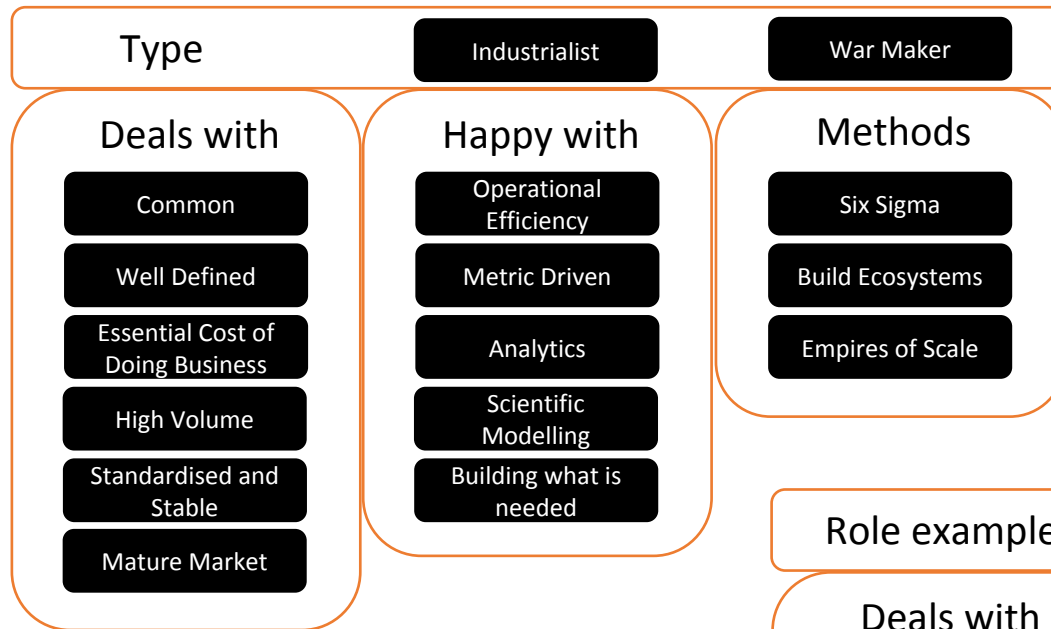 Type
Industrialist
War Maker
Deals with
Common
Well Defined
Essential Cost of
Doing Business
High Volume
Standardised and
Stable
Mature Market
Happy with
Operational
Efficiency
Metric Driven
Analytics
Scientific
Modelling
Building what is
needed
Methods
Six Sigma
Build Ecosystems
Empires of Scale
Role example
Deals with